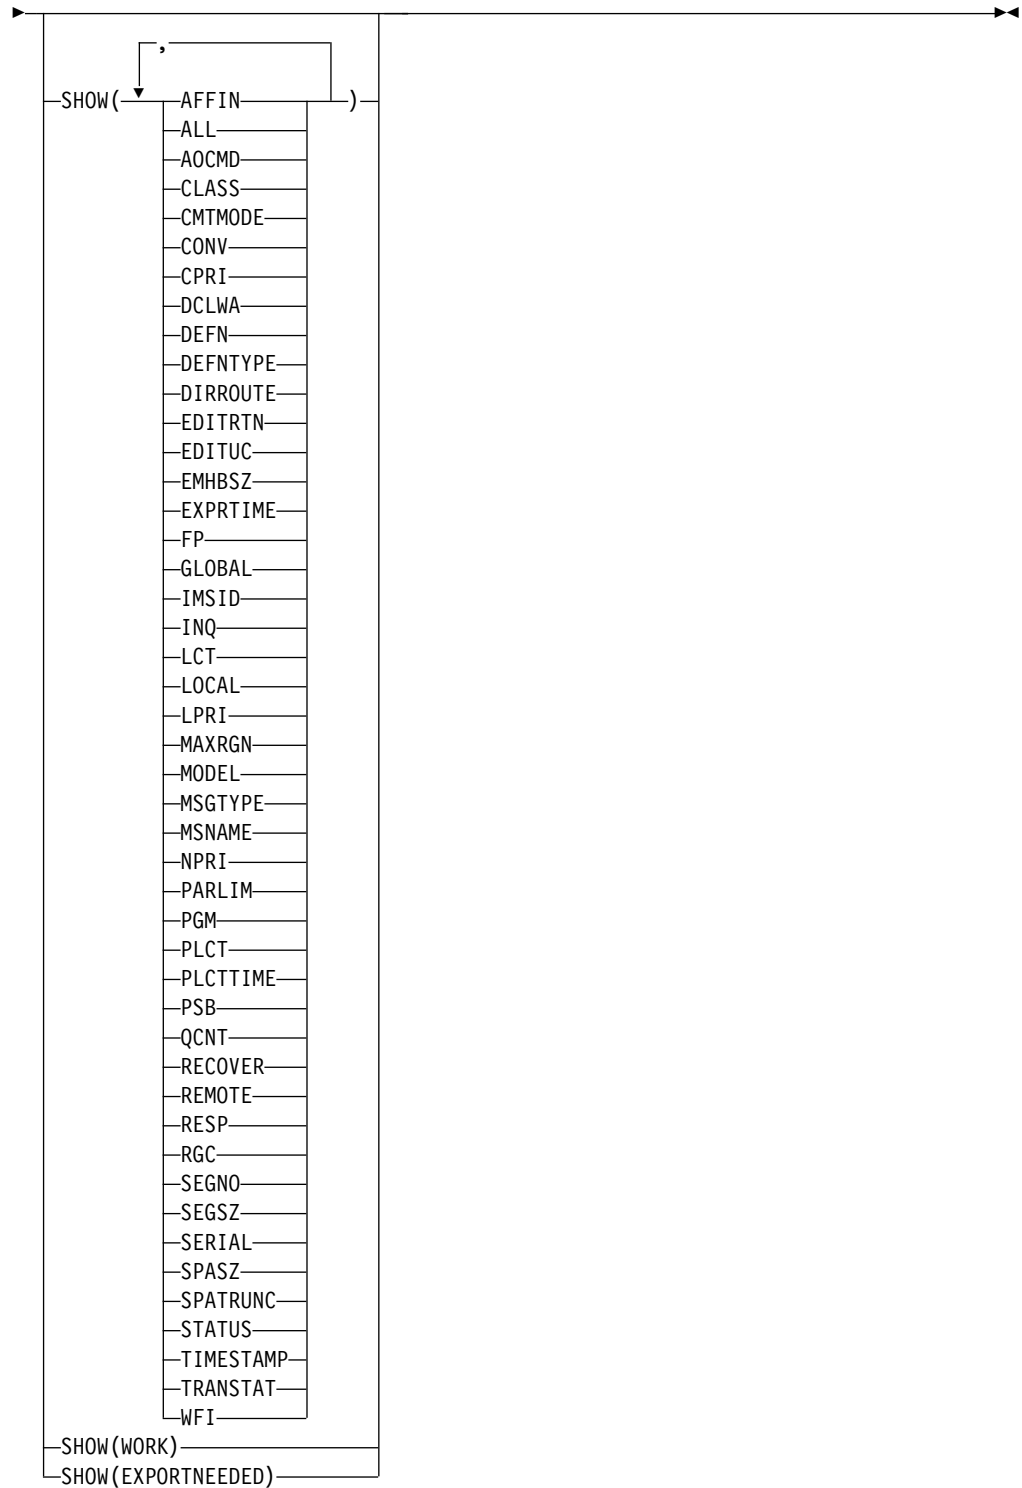 ,
SHOW( AFFIN )
ALL
AOCMD
CLASS
CMTMODE
CONV
CPRI
DCLWA
DEFN
DEFNTYPE
DIRROUTE
EDITRTN
EDITUC
EMHBSZ
EXPRTIME
FP
GLOBAL
IMSID
INQ
LCT
LOCAL
LPRI
MAXRGN
MODEL
MSGTYPE
MSNAME
NPRI
PARLIM
PGM
PLCT
PLCTTIME
PSB
QCNT
RECOVER
REMOTE
RESP
RGC
SEGNO
SEGSZ
SERIAL
SPASZ
SPATRUNC
STATUS
TIMESTAMP
TRANSTAT
WFI
SHOW(WORK)
SHOW(EXPORTNEEDED)